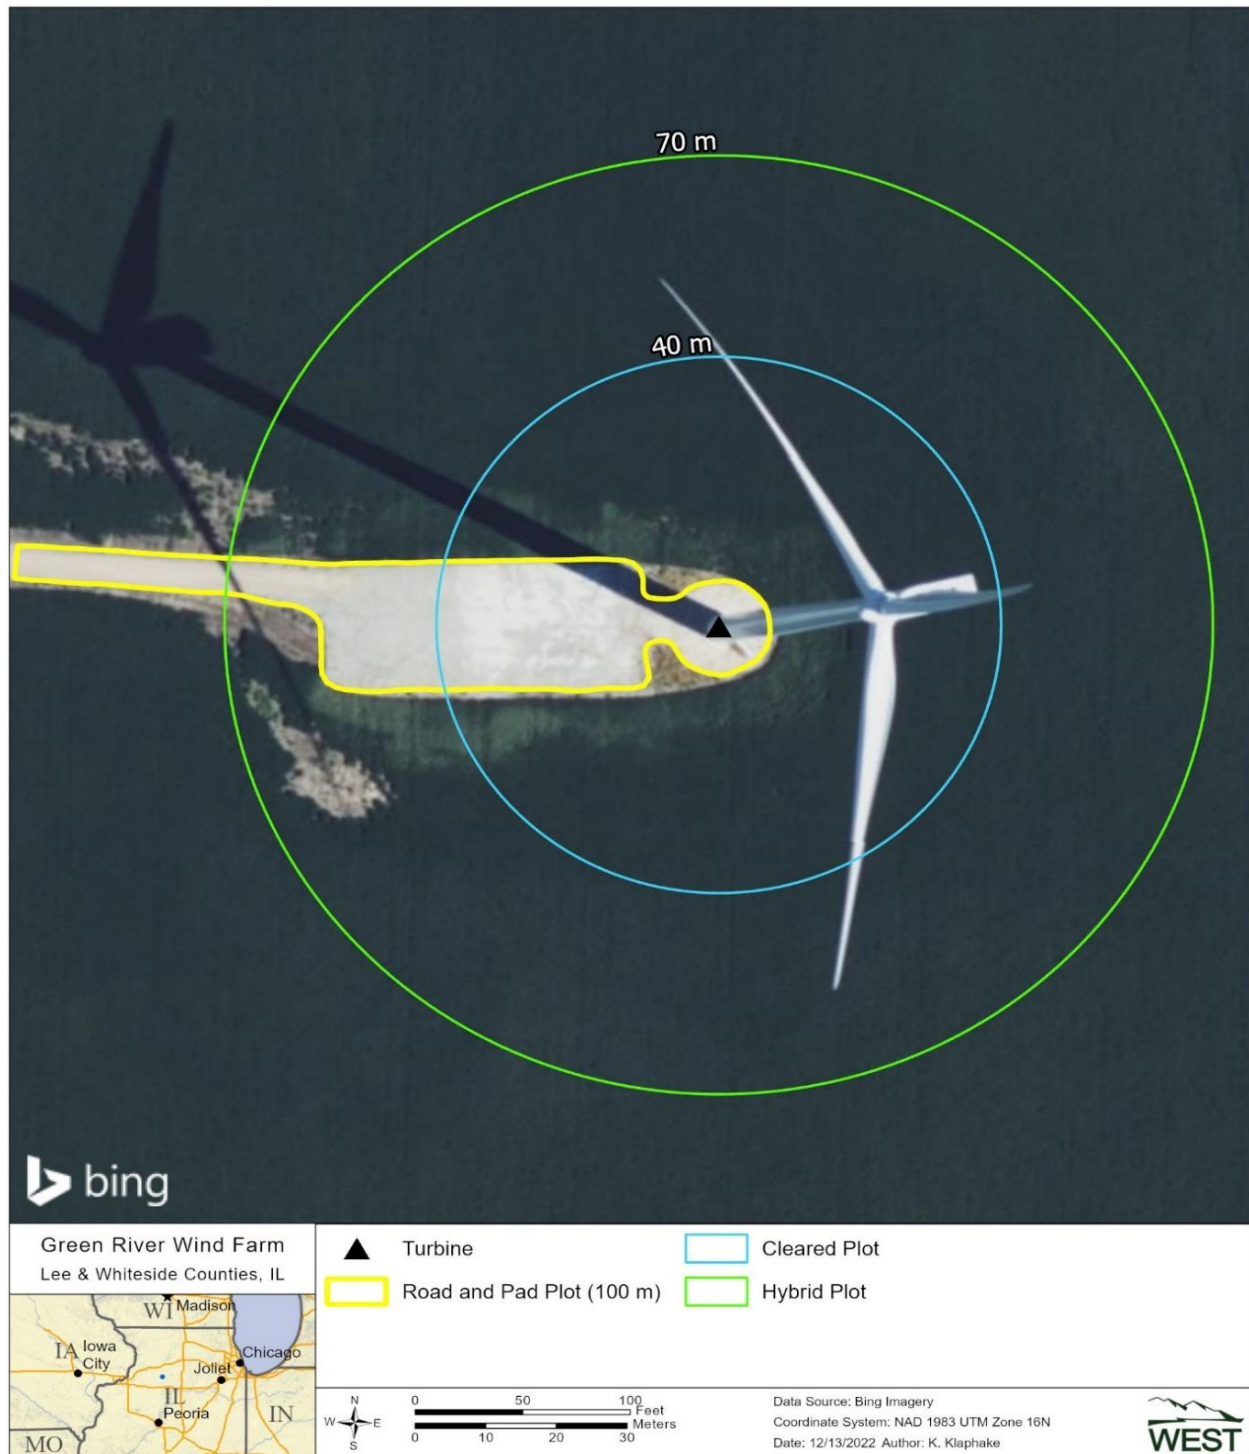 70 m
40 m
bing
Green River Wind Farm
Lee & Whiteside Counties, IL
Turbine
Road and Pad Plot (100 m)
Cleared Plot
Hybrid Plot
WI
Madison
IA
Iowa
City
Chicago
Joliet
IL
Peoria
IN
MO
N
W
E
S
0 50 100
Feet
Meters
0 10 20 30
Data Source: Bing Imagery
Coordinate System: NAD 1983 UTM Zone 16N
Date: 12/13/2022 Author: K. Klaphake
WEST